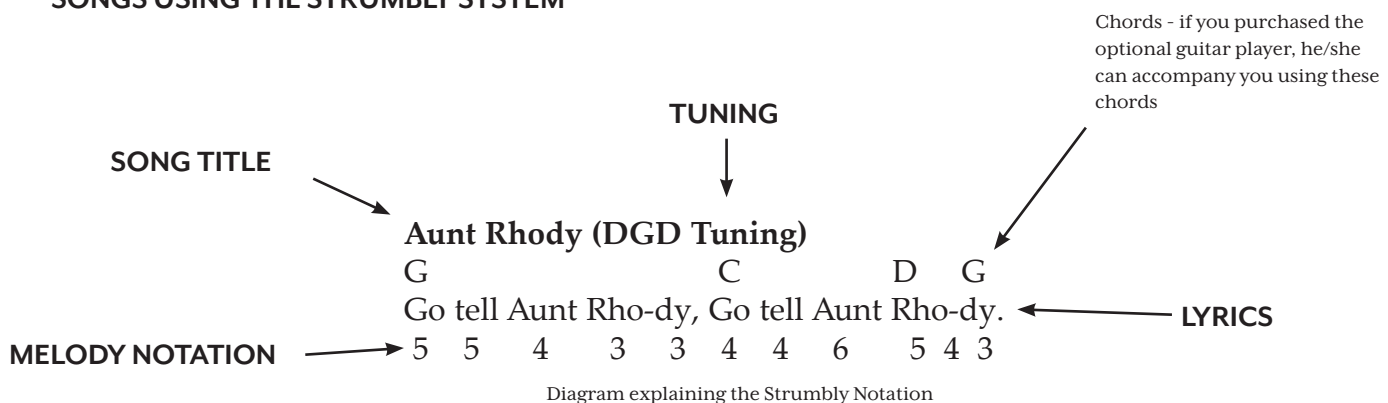 SONGS USING THE STRUMBLY SYSTEM
Chords - if you purchased the
optional guitar player, he/she
can accompany you using these
chords
TUNING
SONG TITLE
Aunt Rhody (DGD Tuning)
G C D G
Go tell Aunt Rho-dy, Go tell Aunt Rho-dy.
LYRICS
MELODY NOTATION
5 5 4 3 3 4 4 6 5 4 3
Diagram explaining the Strumbly Notation